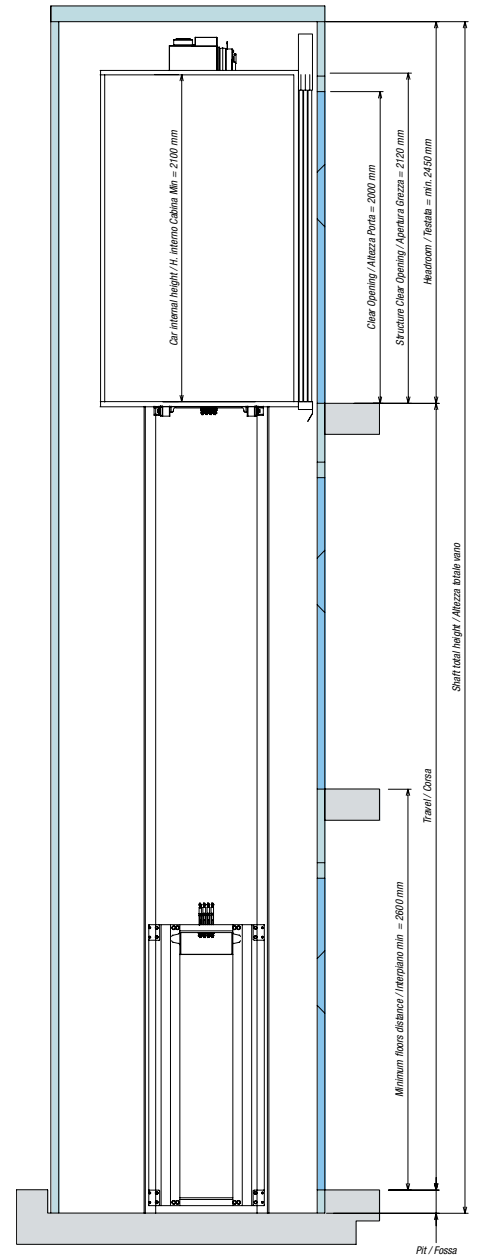 Car internal height / H. interno Cabina Min = 2100 mm
Clear Opening / Altezza Porta = 2000 mm
Structure Clear Opening / Apertura Grezza = 2120 mm
Headroom / Testata = min. 2450 mm
Shaft total height / Altezza totale vano
Travel / Corsa
Minimum floors distance / Interpiano min = 2600 mm
Pit / Fossa